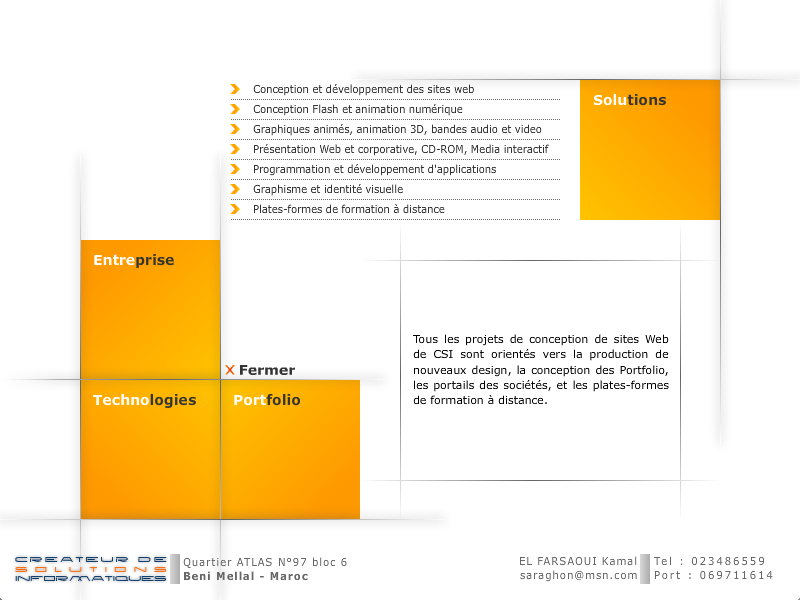 Conception et développement des sites web
Conception Flash et animation numérique
Graphiques animés, animation 3D, bandes audio et video
Présentation Web et corporative, CD-ROM, Media interactif
Programmation et développement d'applications
Graphisme et identité visuelle
Plates-formes de formation à distance
Solutions
Entreprise
X Fermer
Technologies
Portfolio
Tous les projets de conception de sites Web
de CSI sont orientés vers la production de
nouveaux design, la conception des Portfolio,
les portails des sociétés, et les plates-formes
de formation à distance.
CREATEUR DE
SOLUTIONS
INFORMATIQUES
Quartier ATLAS N°97 bloc 6
Beni Mellal - Maroc
EL FARSAOUI Kamal
saraghon@msn.com
Tel : 023486559
Port : 069711614